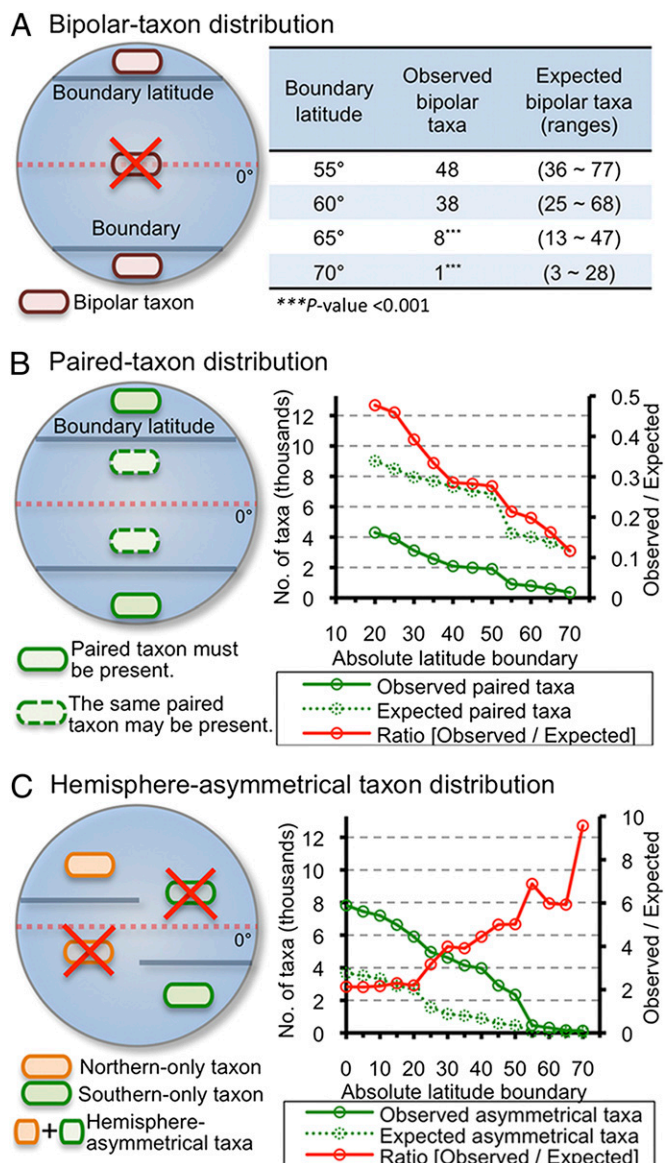 A Bipolar-taxon distribution
Boundary latitude
0°
Boundary
Bipolar taxon
Boundary latitude Observed bipolar taxa Expected bipolar taxa (ranges)
55° 48 (36 ~ 77)
60° 38 (25 ~ 68)
65° 8*** (13 ~ 47)
70° 1*** (3 ~ 28)
***P-value <0.001
B Paired-taxon distribution
Boundary latitude
0°
Paired taxon must
be present.
The same paired
taxon may be present.
No. of taxa (thousands)
12
10
8
6
4
2
0
0.5
0.4
0.3
0.2
0.1
0
Observed / Expected
10 20 30 40 50 60 70
Absolute latitude boundary
Observed paired taxa
Expected paired taxa
Ratio [Observed / Expected]
C Hemisphere-asymmetrical taxon distribution
0°
Northern-only taxon
Southern-only taxon
+ Hemisphere-
asymmetrical taxa
No. of taxa (thousands)
12
10
8
6
4
2
0
10
8
6
4
2
0
Observed / Expected
0 10 20 30 40 50 60 70
Absolute latitude boundary
Observed asymmetrical taxa
Expected asymmetrical taxa
Ratio [Observed / Expected]